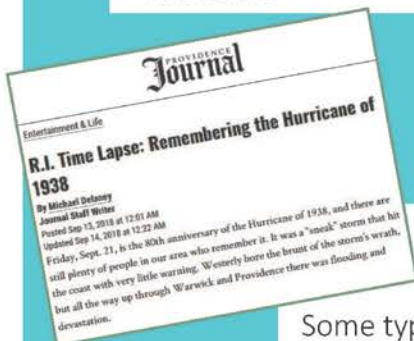 PROVIDENCE
Journal
Entertainment & Life
R.I. Time Lapse: Remembering the Hurricane of
1938
By Michael Delaney
Journal Staff Writer
Posted Sep 13, 2018 at 12:01 AM
Updated Sep 14, 2018 at 12:22 AM
Friday, Sept. 21, is the 80th anniversary of the Hurricane of 1938, and there are
still plenty of people in our area who remember it. It was a "sneak" storm that hit
the coast with very little warning. Westerly bore the brunt of the storm's wrath,
but all the way up through Warwick and Providence there was flooding and
devastation.
Some typ